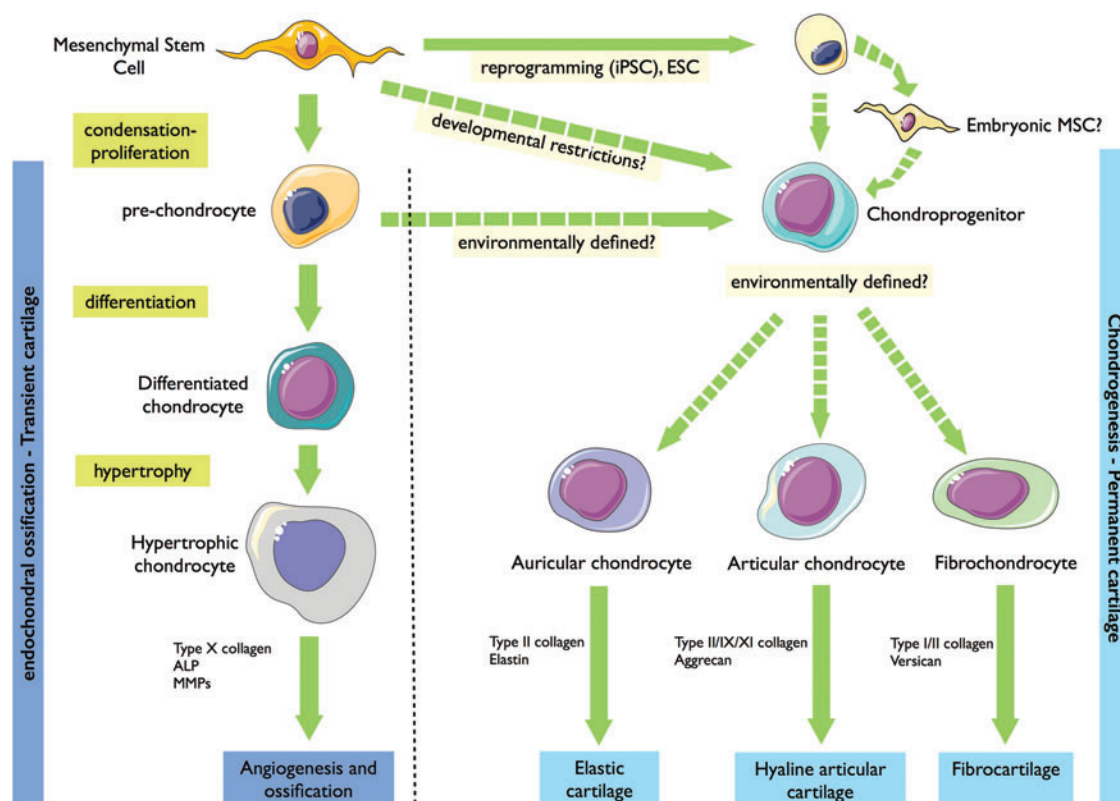 Mesenchymal Stem
Cell
reprogramming (iPSC), ESC
developmental restrictions?
Embryonic MSC?
condensation-
proliferation
pre-chondrocyte
environmentally defined?
Chondroprogenitor
environmentally defined?
differentiation
Differentiated
chondrocyte
hypertrophy
Hypertrophic
chondrocyte
Auricular chondrocyte
Articular chondrocyte
Fibrochondrocyte
Type X collagen
ALP
MMPs
Type II collagen
Elastin
Type II/IX/XI collagen
Aggrecan
Type I/II collagen
Versican
Angiogenesis and
ossification
Elastic
cartilage
Hyaline articular
cartilage
Fibrocartilage
endochondral ossification - Transient cartilage
Chondrogenesis - Permanent cartilage